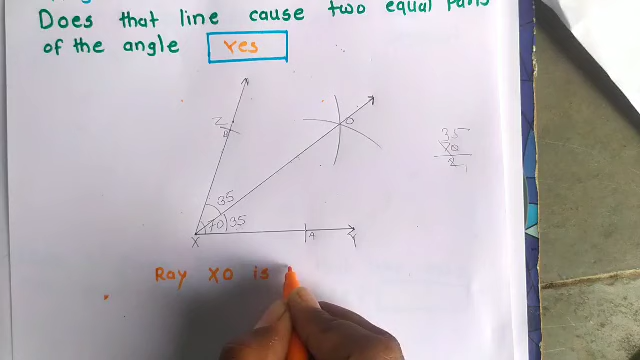 Does that line cause two equal parts
of the angle Yes
Z
B
O
35
70
2
35
70
35
X
A
Y
Ray XO is